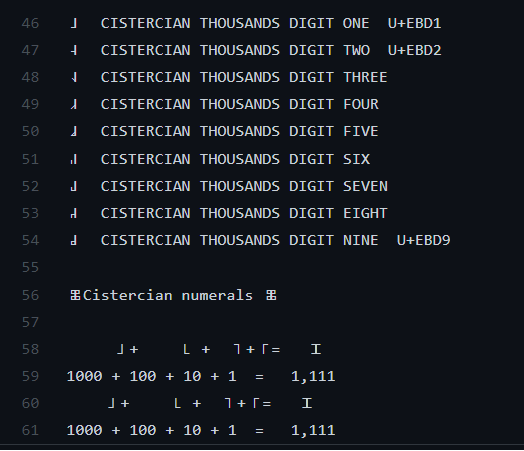 46 CISTERCIAN THOUSANDS DIGIT ONE U+EBD1
47 CISTERCIAN THOUSANDS DIGIT TWO U+EBD2
48 CISTERCIAN THOUSANDS DIGIT THREE
49 CISTERCIAN THOUSANDS DIGIT FOUR
50 CISTERCIAN THOUSANDS DIGIT FIVE
51 CISTERCIAN THOUSANDS DIGIT SIX
52 CISTERCIAN THOUSANDS DIGIT SEVEN
53 CISTERCIAN THOUSANDS DIGIT EIGHT
54 CISTERCIAN THOUSANDS DIGIT NINE U+EBD9
55
56 Cistercian numerals
57
58 + + + =
59 1000 + 100 + 10 + 1 = 1,111
60 + + + =
61 1000 + 100 + 10 + 1 = 1,111